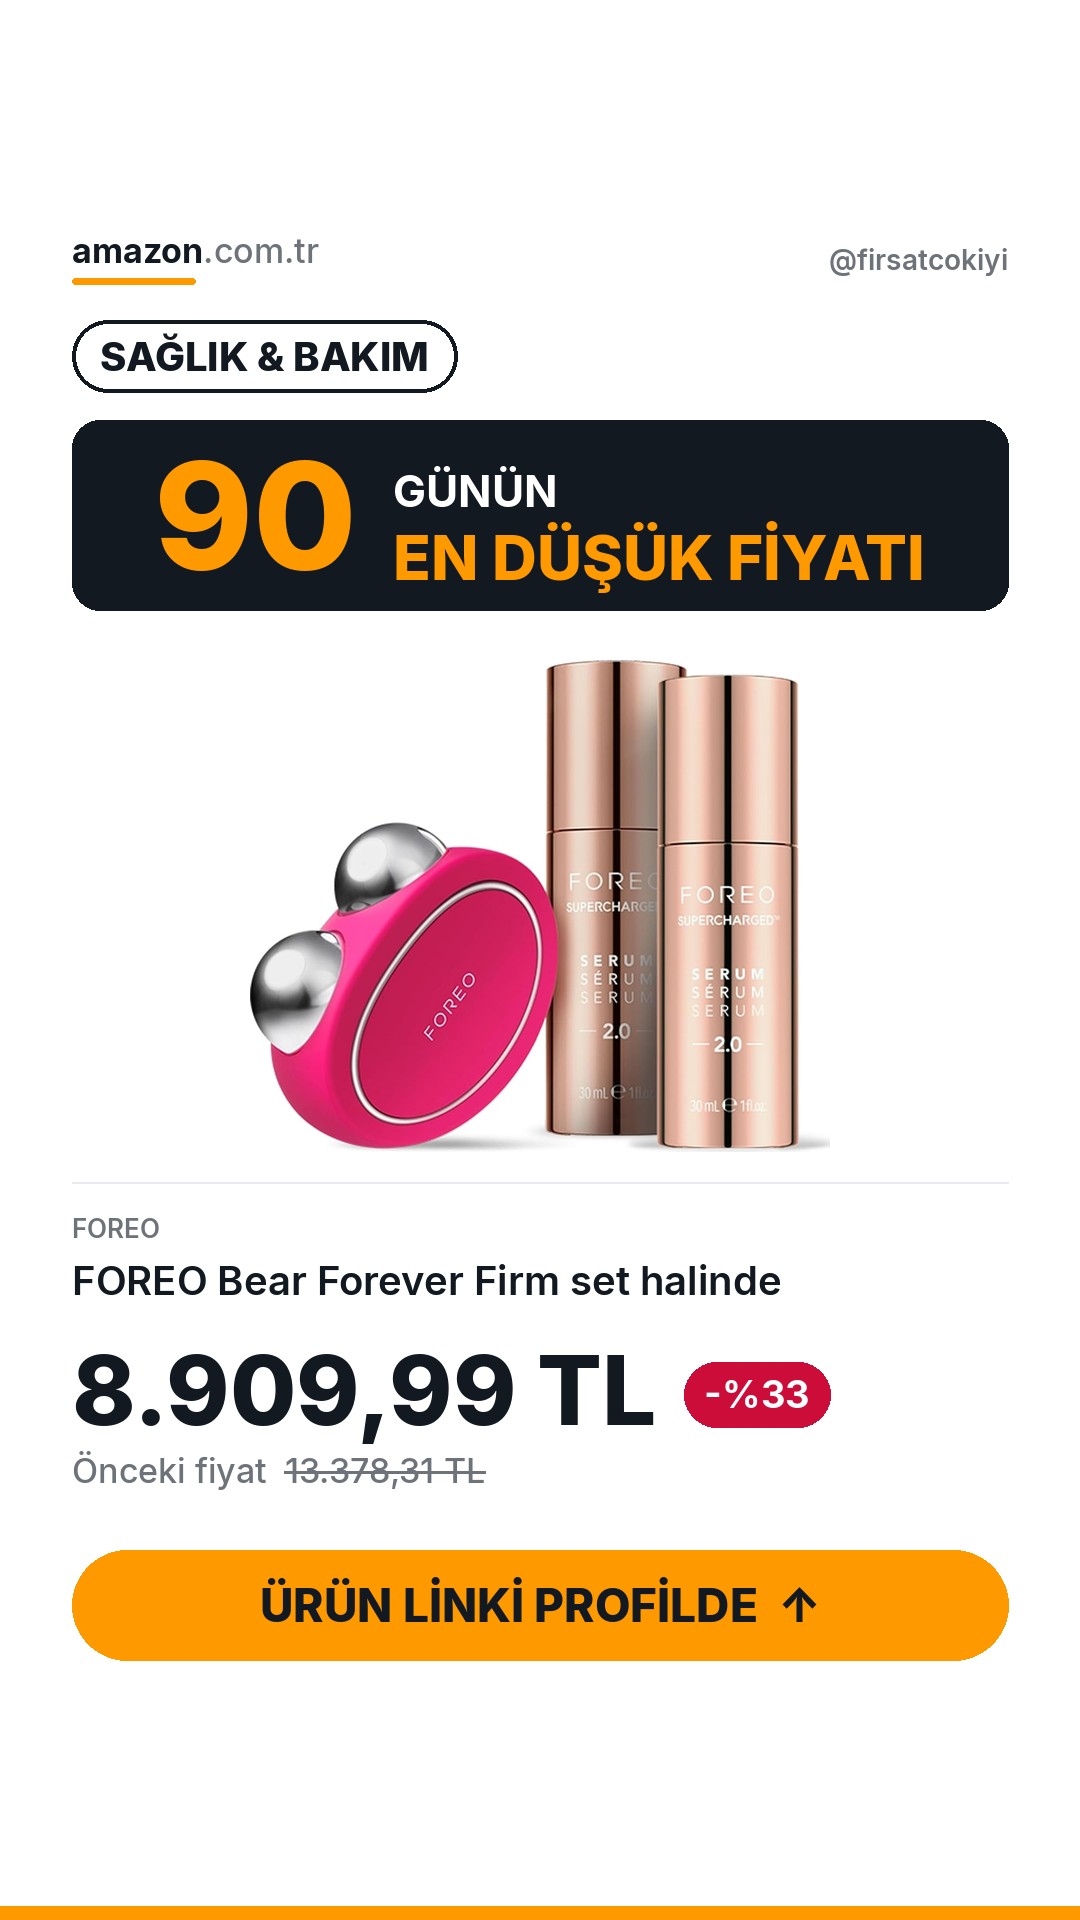 amazon.com.tr
@firsatcokiyi
SAĞLIK & BAKIM
90
GÜNÜN
EN DÜŞÜK FİYATI
FOREO
FOREO
SUPERCHARGED
SERUM
SÉRUM
SERUM
2.0
30 mL ℮ 1 fl.
FOREO
SUPERCHARGED™
SERUM
SÉRUM
SERUM
2.0
30 mL ℮ 1 fl.oz.
FOREO
FOREO Bear Forever Firm set halinde
8.909,99 TL -%33
Önceki fiyat 13.378,31 TL
ÜRÜN LİNKİ PROFİLDE ↑